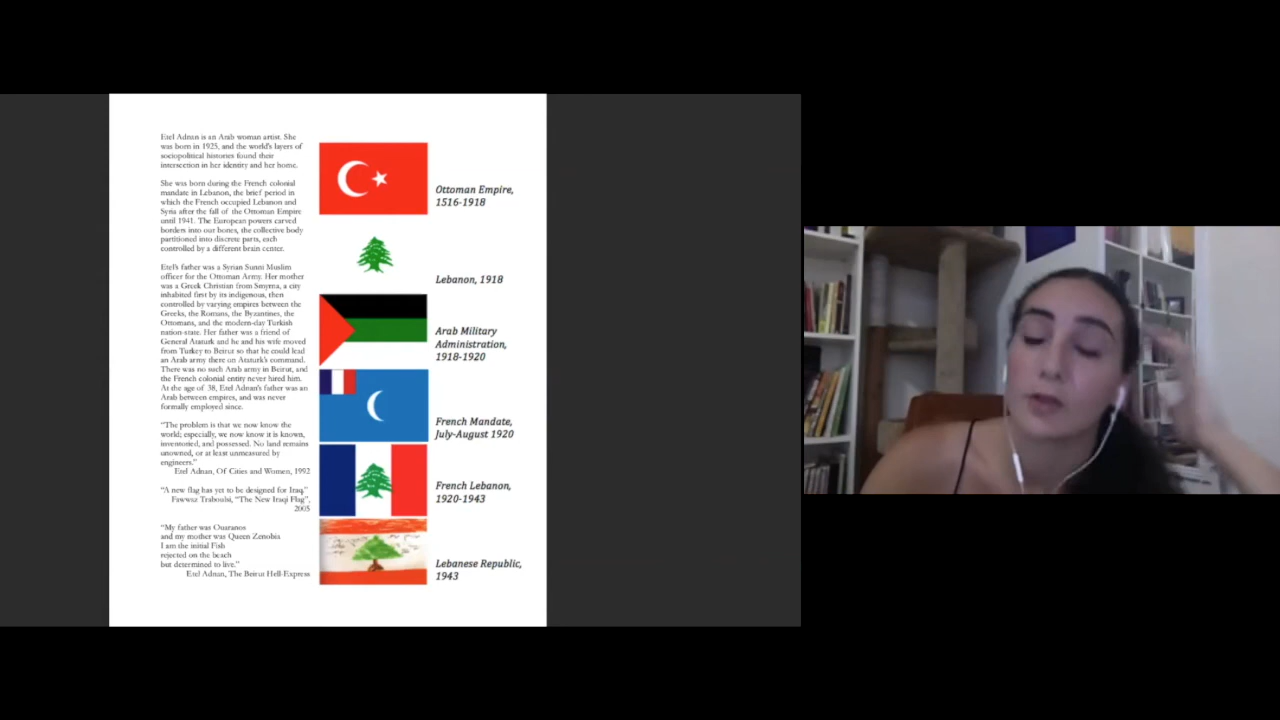 Etel Adnan is an Arab woman artist. She
was born in 1925, and the world's layers of
sociopolitical histories found their
intersection in her identity and her home.
She was born during the French colonial
mandate in Lebanon, the brief period in
which the French occupied Lebanon and
Syria after the fall of the Ottoman Empire
until 1941. The European powers carved
borders into our bones, the collective body
partitioned into discrete parts, each
controlled by a different brain center.
Etel's father was a Syrian Sunni Muslim
officer for the Ottoman Army. Her mother
was a Greek Christian from Smyrna, a city
inhabited first by its indigenous, then
controlled by varying empires between the
Greeks, the Romans, the Byzantines, the
Ottomans, and the modern-day Turkish
nation-state. Her father was a friend of
General Ataturk and he and his wife moved
from Turkey to Beirut so that he could lead
an Arab army there on Ataturk's command.
There was no such Arab army in Beirut, and
the French colonial entity never hired him.
At the age of 38, Etel Adnan's father was an
Arab between empires, and was never
formally employed since.
"The problem is that we now know the
world; especially, we now know it is known,
inventoried, and possessed. No land remains
unowned, or at least unmeasured by
engineers."
Etel Adnan, Of Cities and Women, 1992
"A new flag has yet to be designed for Iraq."
Fawwaz Traboulsi, "The New Iraqi Flag",
2005
"My father was Ouaranos
and my mother was Queen Zenobia
I am the initial Fish
rejected on the beach
but determined to live."
Etel Adnan, The Beirut Hell-Express
Ottoman Empire,
1516-1918
Lebanon, 1918
Arab Military
Administration,
1918-1920
French Mandate,
July-August 1920
French Lebanon,
1920-1943
Lebanese Republic,
1943